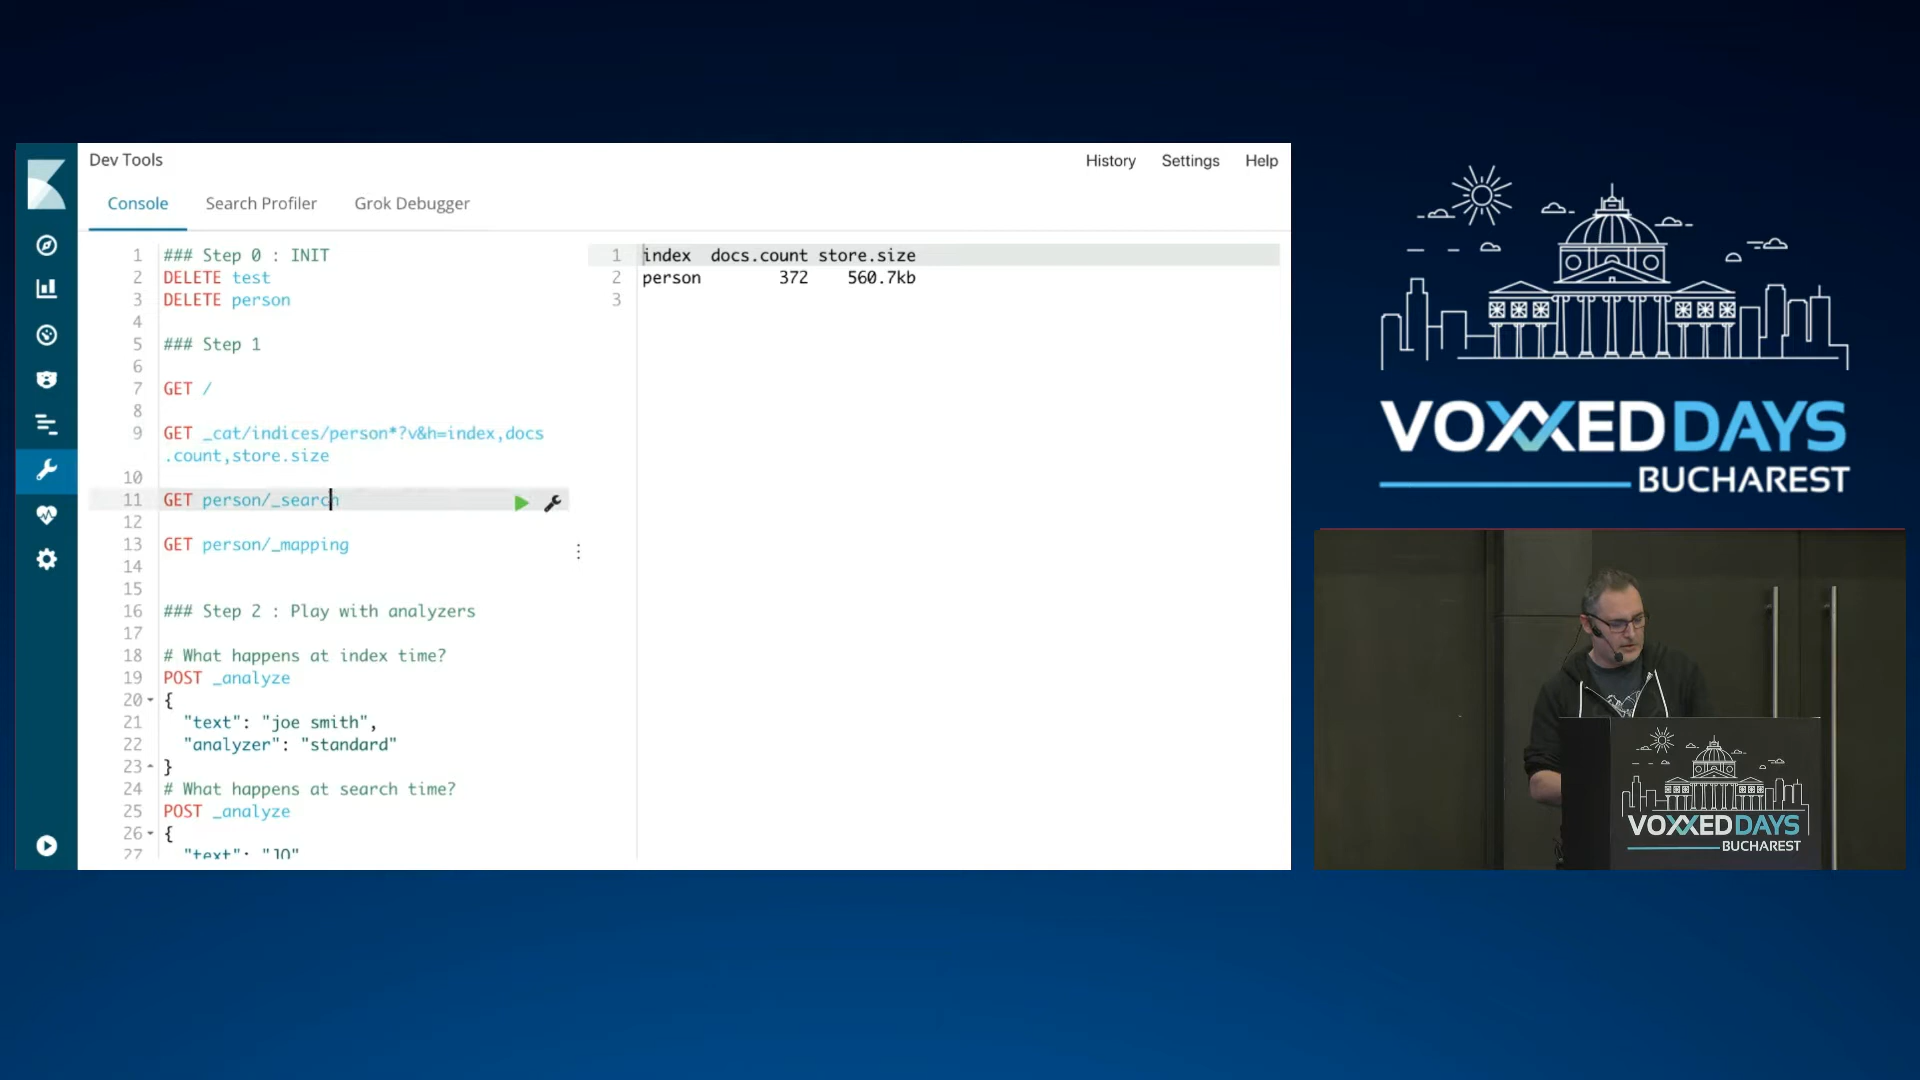 Dev Tools
History Settings Help
Console Search Profiler Grok Debugger
1 ### Step 0 : INIT
2 DELETE test
3 DELETE person
4
5 ### Step 1
6
7 GET /
8
9 GET _cat/indices/person*?v&h=index,docs
.count,store.size
10
11 GET person/_search
12
13 GET person/_mapping
14
15
16 ### Step 2 : Play with analyzers
17
18 # What happens at index time?
19 POST _analyze
20 {
21 "text": "joe smith",
22 "analyzer": "standard"
23 }
24 # What happens at search time?
25 POST _analyze
26 {
27 "text": "JO"
1 index docs.count store.size
2 person 372 560.7kb
3
VOXXED DAYS
BUCHAREST
VOXXED DAYS
BUCHAREST